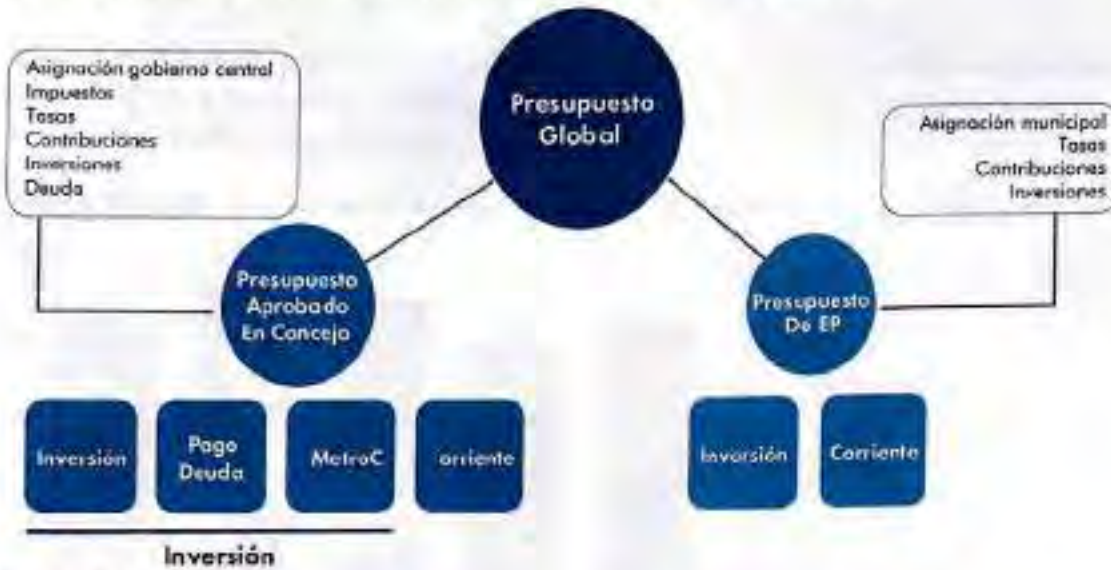 Presupuesto
Global
Asignación gobierno central
Impuestos
Tasas
Contribuciones
Inversiones
Deuda
Asignación municipal
Tasas
Contribuciones
Inversiones
Presupuesto
Aprobado
En Concejo
Presupuesto
De EP
Inversión
Pago
Deuda
MetroC
orriente
Inversión
Corriente
Inversión